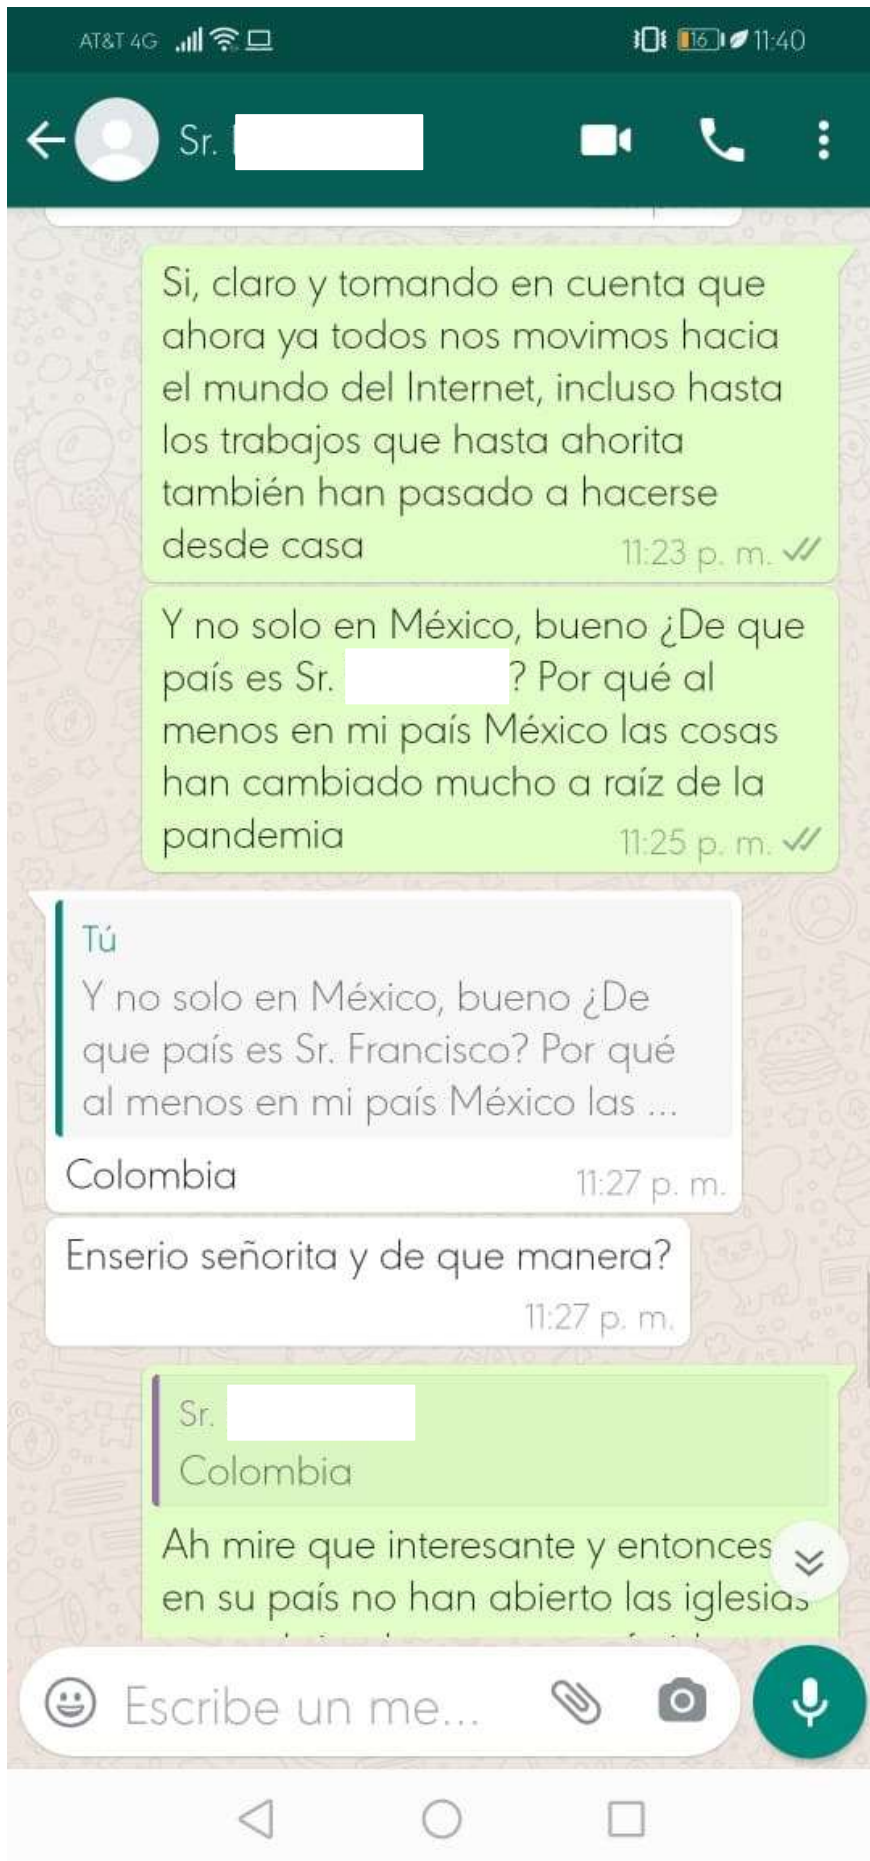 AT&T 4G 16 11:40
Sr.
Si, claro y tomando en cuenta que
ahora ya todos nos movimos hacia
el mundo del Internet, incluso hasta
los trabajos que hasta ahorita
también han pasado a hacerse
desde casa 11:23 p. m.
Y no solo en México, bueno ¿De que
país es Sr. ? Por qué al
menos en mi país México las cosas
han cambiado mucho a raíz de la
pandemia 11:25 p. m.
Tú
Y no solo en México, bueno ¿De
que país es Sr. Francisco? Por qué
al menos en mi país México las ...
Colombia 11:27 p. m.
Enserio señorita y de que manera?
11:27 p. m.
Sr.
Colombia
Ah mire que interesante y entonces
en su país no han abierto las iglesias
Escribe un me...